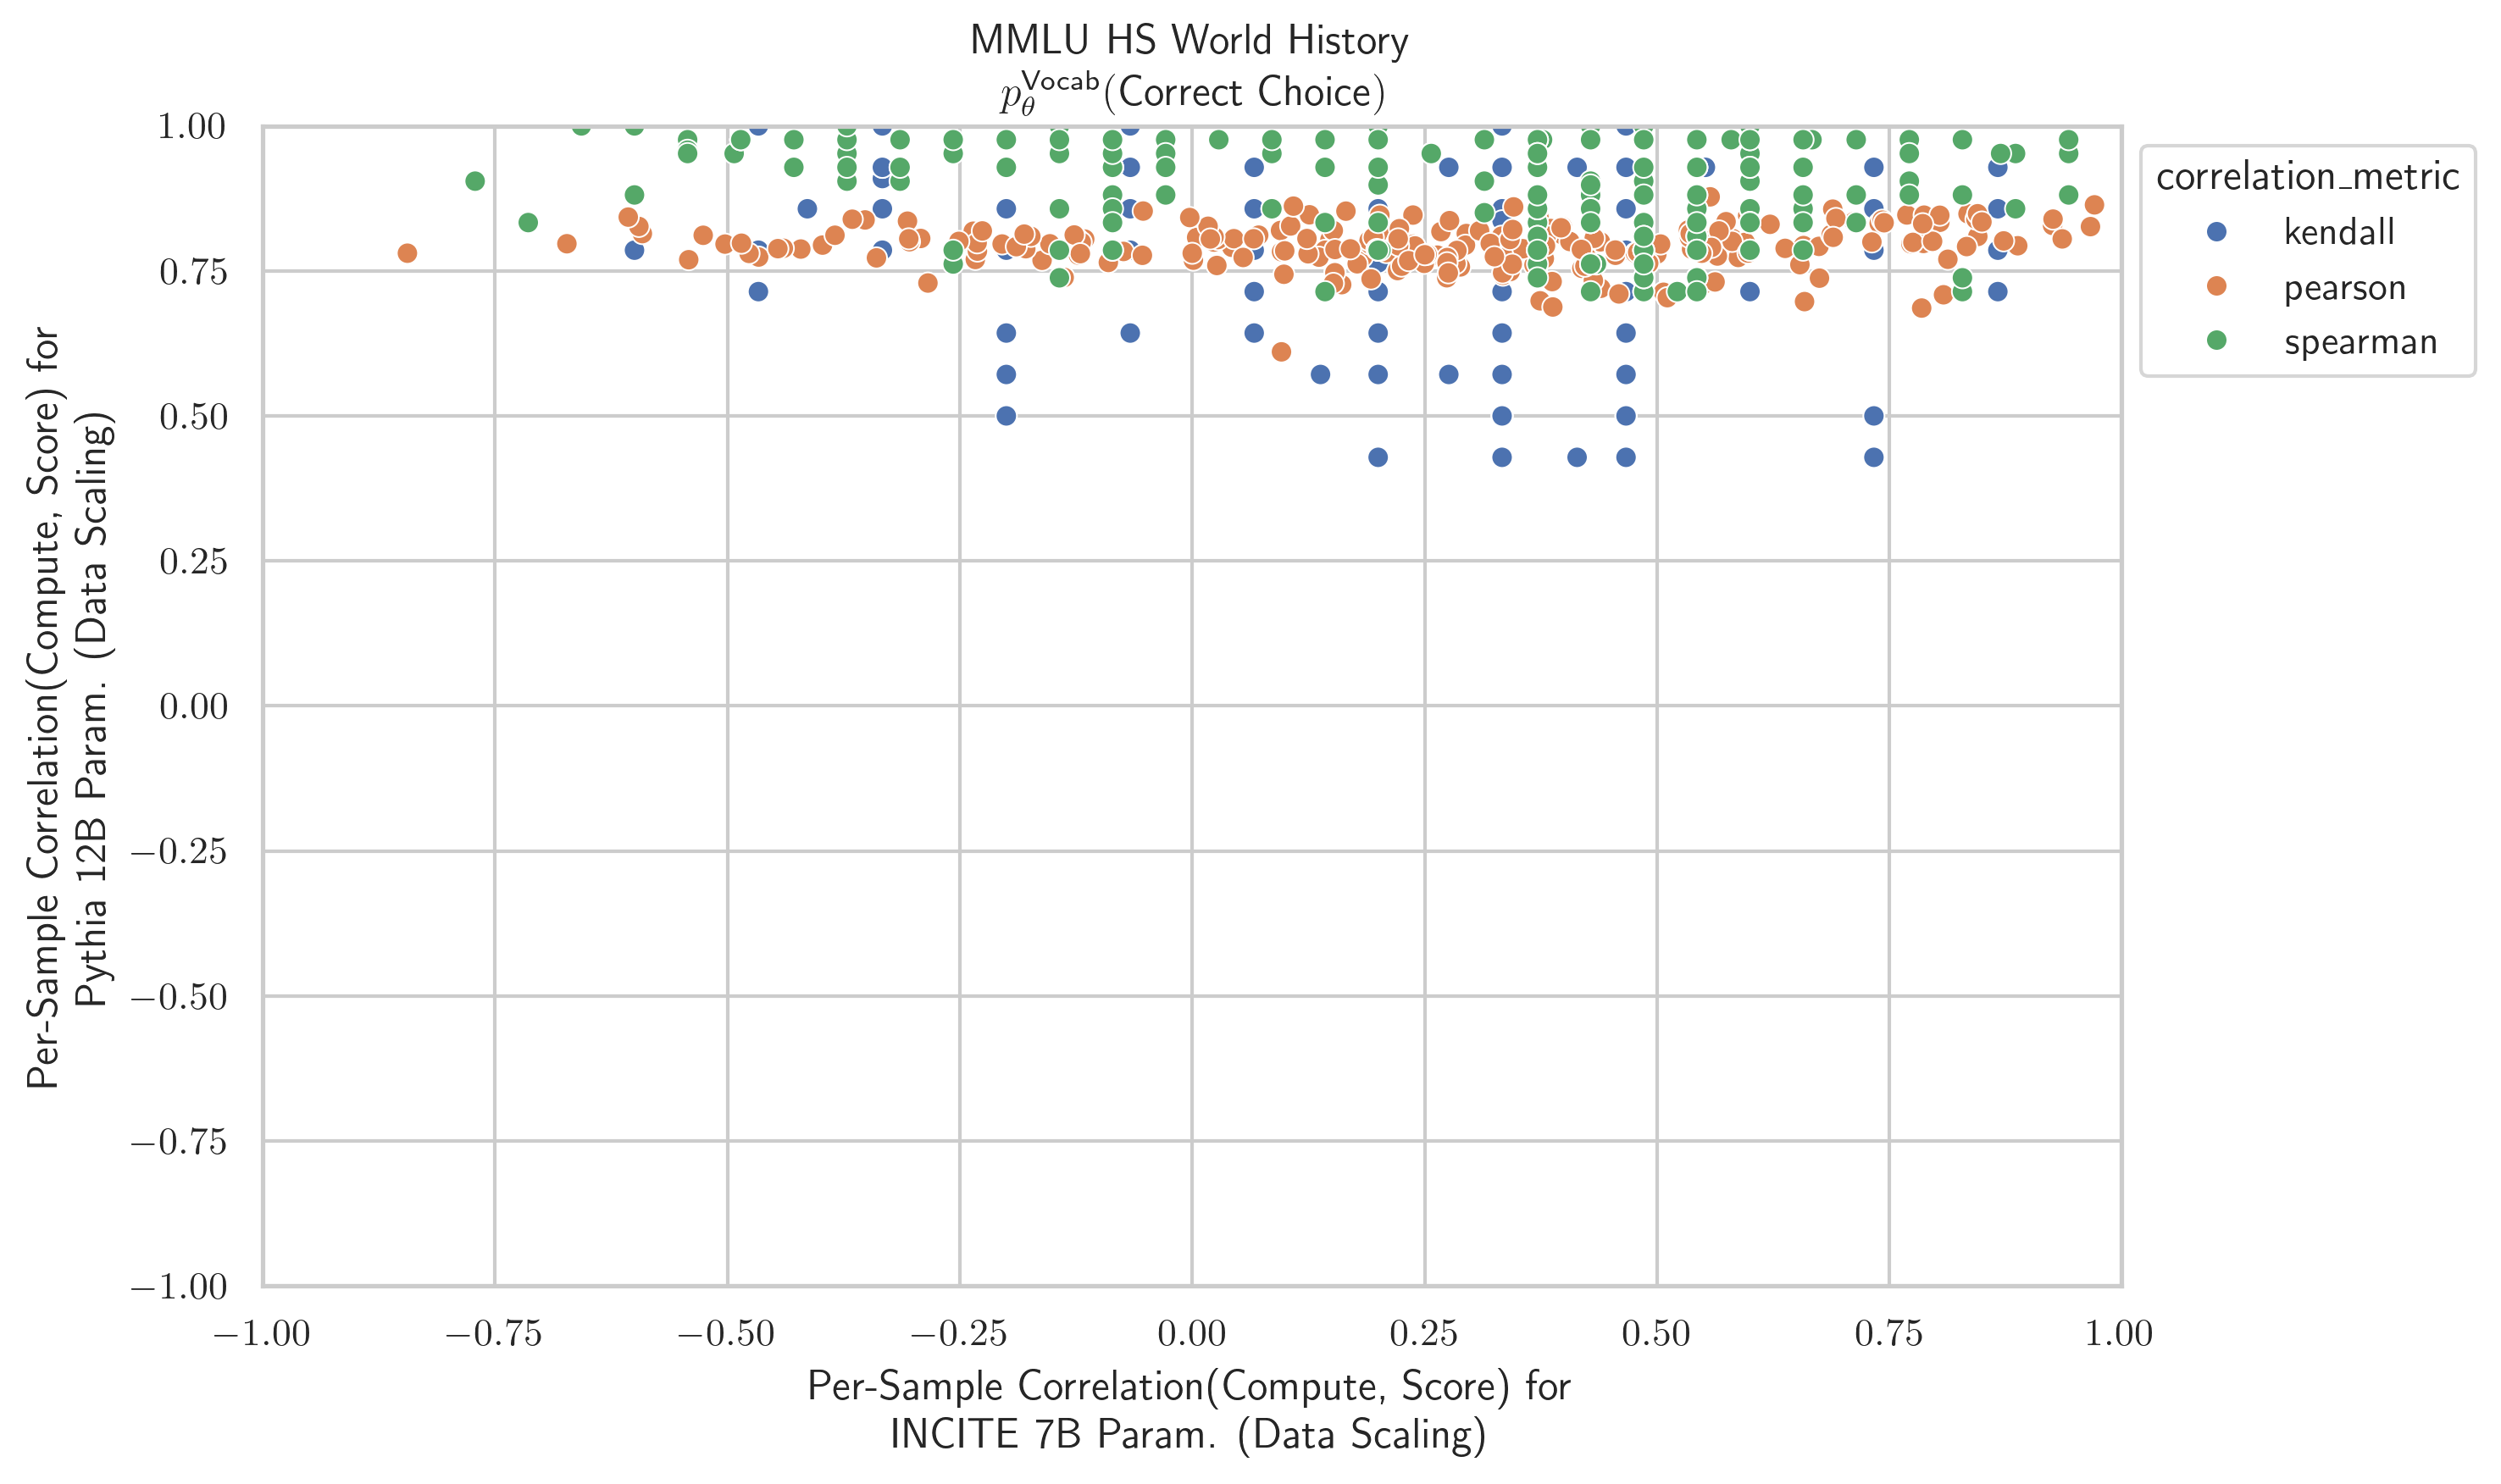 MMLU HS World History
p_θ^Vocab(Correct Choice)
1.00
0.75
0.50
0.25
0.00
−0.25
−0.50
−0.75
−1.00
Per-Sample Correlation(Compute, Score) for
Pythia 12B Param. (Data Scaling)
correlation_metric
kendall
pearson
spearman
−1.00 −0.75 −0.50 −0.25 0.00 0.25 0.50 0.75 1.00
Per-Sample Correlation(Compute, Score) for
INCITE 7B Param. (Data Scaling)